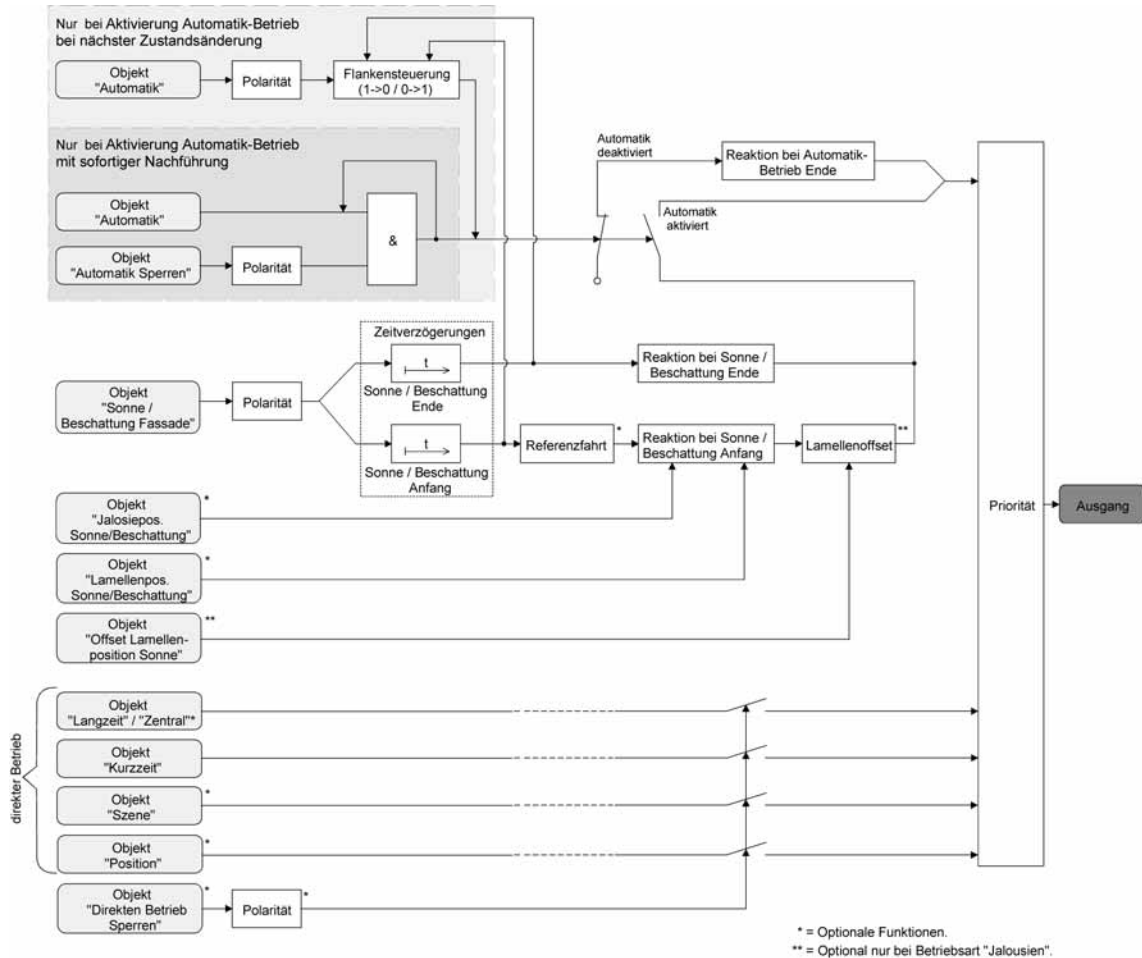 Nur bei Aktivierung Automatik-Betrieb
bei nächster Zustandsänderung
Objekt
"Automatik"
Polarität
Flankensteuerung
(1->0 / 0->1)
Nur bei Aktivierung Automatik-Betrieb
mit sofortiger Nachführung
Objekt
"Automatik"
Objekt
"Automatik Sperren"
Polarität
&
Automatik
deaktiviert
Reaktion bei Automatik-
Betrieb Ende
Automatik
aktiviert
Zeitverzögerungen
t
Sonne / Beschattung
Ende
Reaktion bei Sonne /
Beschattung Ende
Objekt
"Sonne /
Beschattung Fassade"
Polarität
t
Sonne / Beschattung
Anfang
Referenzfahrt
*
Reaktion bei Sonne /
Beschattung Anfang
Lamellenoffset
**
Objekt
"Jalosiepos.
Sonne/Beschattung"
*
Objekt
"Lamellenpos.
Sonne/Beschattung"
*
Objekt
"Offset Lamellen-
position Sonne"
**
Priorität
Ausgang
direkter Betrieb
Objekt
"Langzeit" / "Zentral"*
Objekt
"Kurzzeit"
*
Objekt
"Szene"
*
Objekt
"Position"
*
Objekt
"Direkten Betrieb
Sperren"
*
Polarität
*
* = Optionale Funktionen.
** = Optional nur bei Betriebsart "Jalousien".